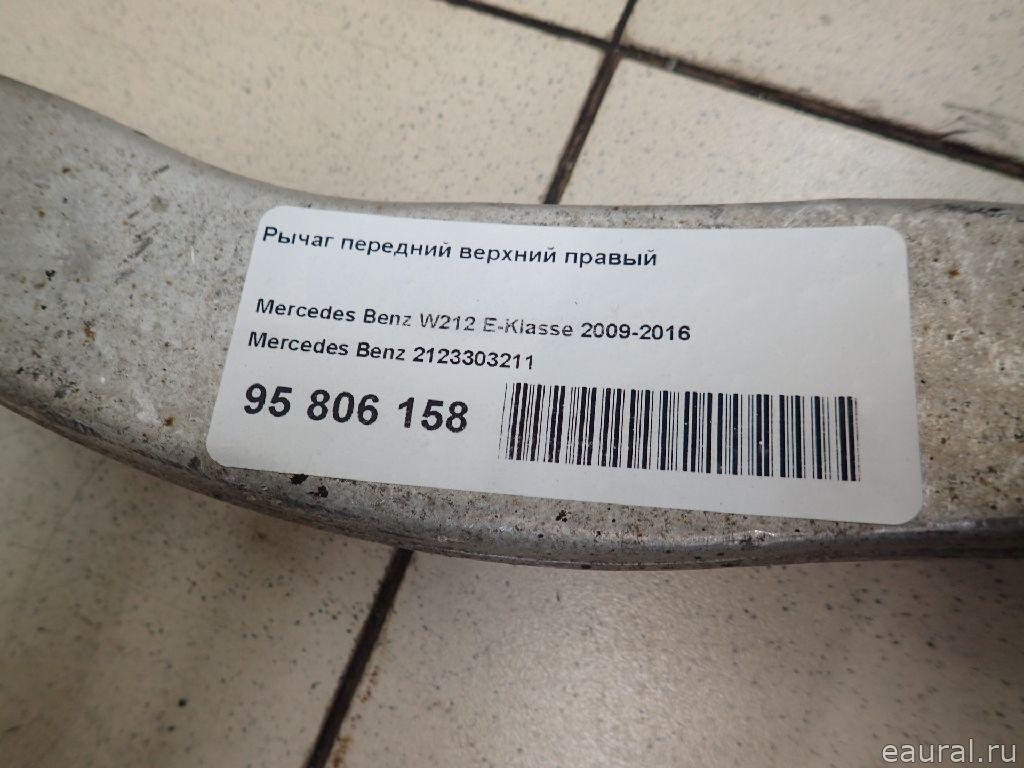 Рычаг передний верхний правый
Mercedes Benz W212 E-Klasse 2009-2016
Mercedes Benz 2123303211
95 806 158
eaural.ru